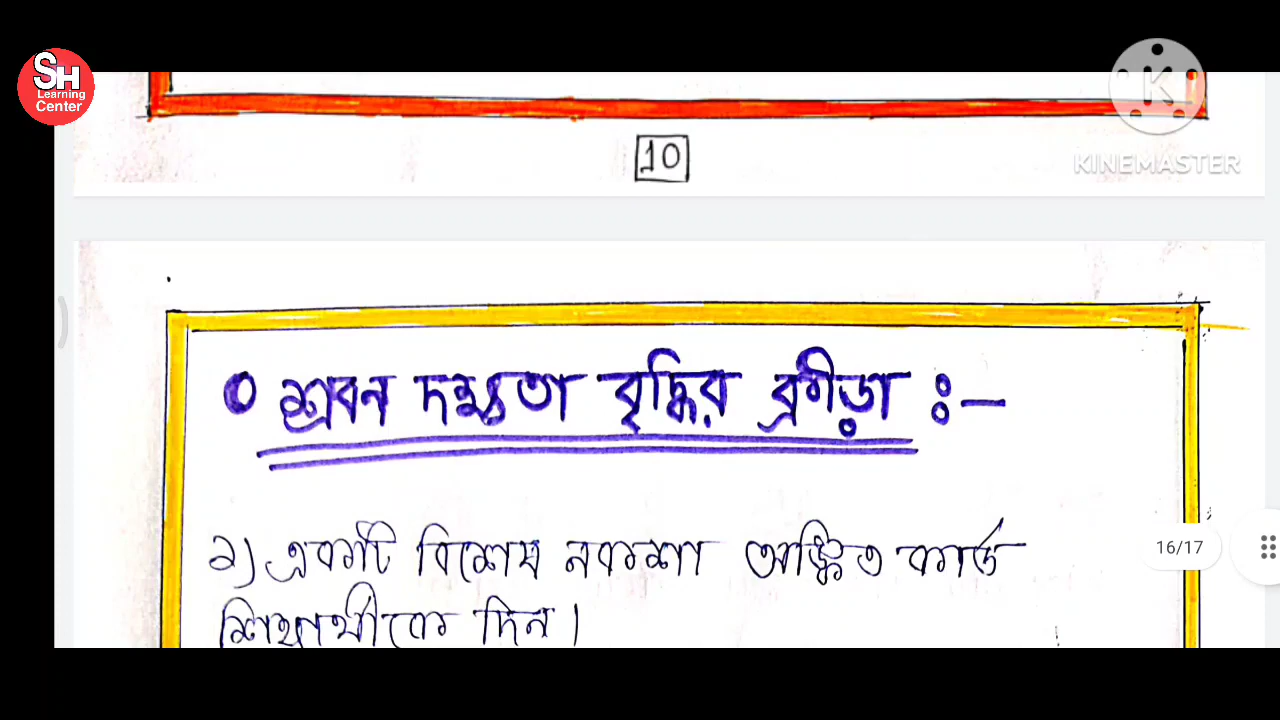 SH
Learning
Center
KINEMASTER
10
শ্রবন দক্ষতা বৃদ্ধির ক্রীড়া :-
১) একটি বিশেষ নকশা অঙ্কিত কার্ড
শিক্ষার্থীকে দিন।
16/17